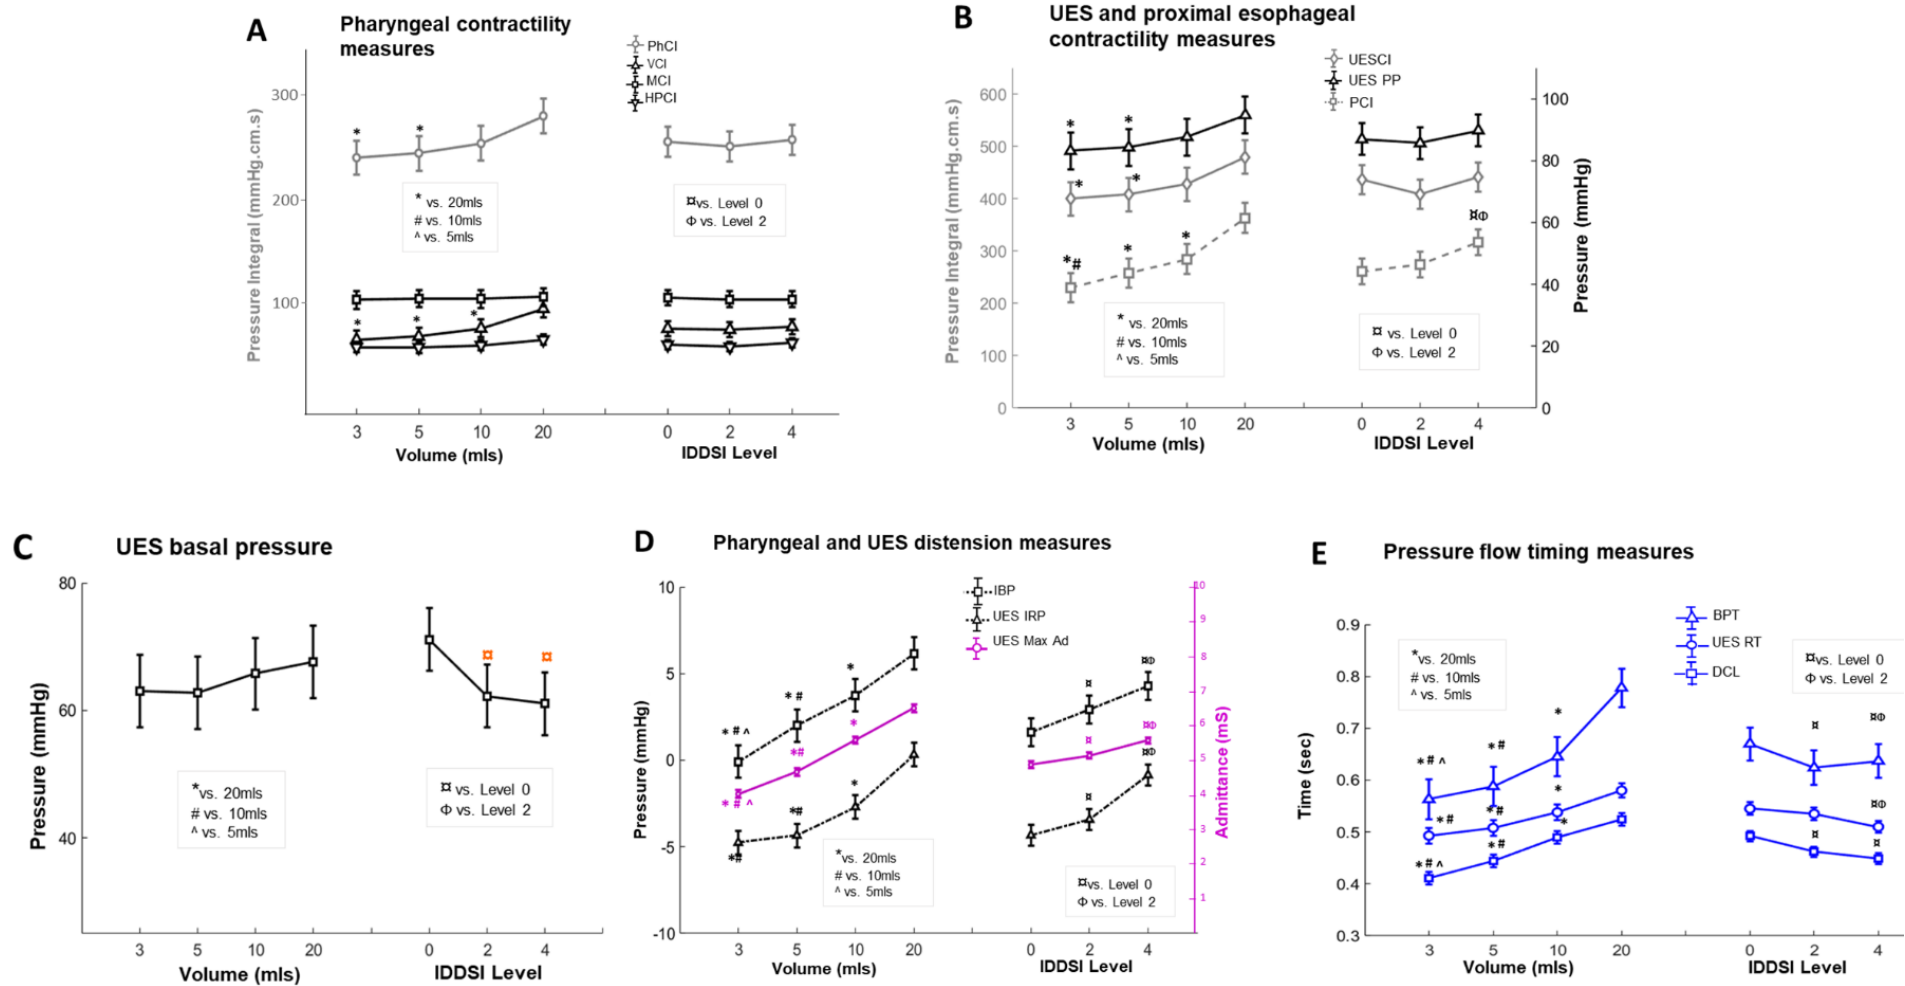 A
Pharyngeal contractility
measures
PhCI
VCI
MCI
HPCI
Pressure Integral (mmHg.cm.s)
300
200
100
*
*
* vs. 20mls
# vs. 10mls
^ vs. 5mls
¤vs. Level 0
Φ vs. Level 2
*
*
*
3
5
10
20
0
2
4
Volume (mls)
IDDSI Level
B
UES and proximal esophageal
contractility measures
UESCI
UES PP
PCI
Pressure Integral (mmHg.cm.s)
600
500
400
300
200
100
0
Pressure (mmHg)
100
80
60
40
20
0
*
*
*
*
*#
*
*
¤Φ
* vs. 20mls
# vs. 10mls
^ vs. 5mls
¤ vs. Level 0
Φ vs. Level 2
3
5
10
20
0
2
4
Volume (mls)
IDDSI Level
C
UES basal pressure
Pressure (mmHg)
80
60
40
¤
¤
*vs. 20mls
# vs. 10mls
^ vs. 5mls
¤ vs. Level 0
Φ vs. Level 2
3
5
10
20
0
2
4
Volume (mls)
IDDSI Level
D
Pharyngeal and UES distension measures
IBP
UES IRP
UES Max Ad
Pressure (mmHg)
10
5
0
-5
-10
Admittance (mS)
10
9
8
7
6
5
4
3
2
1
* # ^
* #
*
¤
¤Φ
* # ^
*#
*
¤
¤Φ
*#
*#
*
¤
¤Φ
*vs. 20mls
# vs. 10mls
^ vs. 5mls
¤vs. Level 0
Φ vs. Level 2
3
5
10
20
0
2
4
Volume (mls)
IDDSI Level
E
Pressure flow timing measures
BPT
UES RT
DCL
Time (sec)
0.9
0.8
0.7
0.6
0.5
0.4
0.3
*vs. 20mls
# vs. 10mls
^ vs. 5mls
¤vs. Level 0
Φ vs. Level 2
*# ^
*#
*
¤
¤Φ
*#
*#
*
¤Φ
*# ^
*#
*
¤
¤
3
5
10
20
0
2
4
Volume (mls)
IDDSI Level